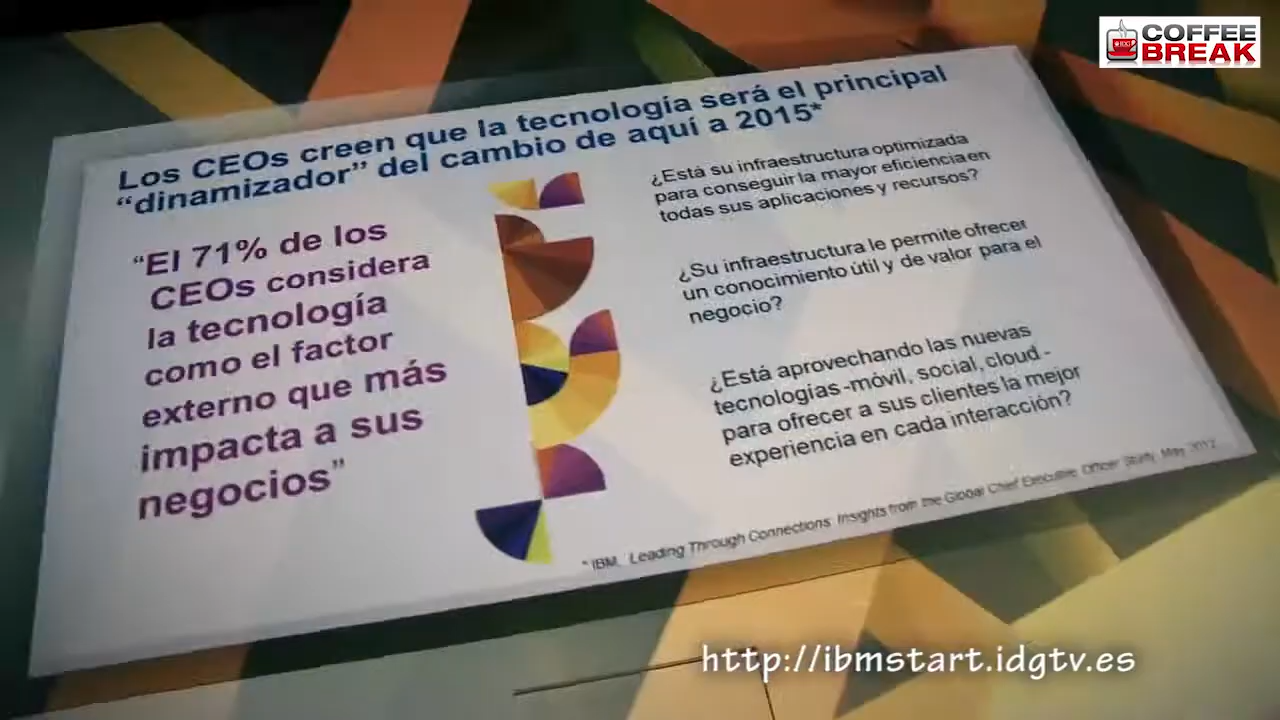 COFFEE
BREAK
Los CEOs creen que la tecnología será el principal
“dinamizador” del cambio de aquí a 2015*
“El 71% de los
CEOs considera
la tecnología
como el factor
externo que más
impacta a sus
negocios”
¿Está su infraestructura optimizada
para conseguir la mayor eficiencia en
todas sus aplicaciones y recursos?
¿Su infraestructura le permite ofrecer
un conocimiento útil y de valor para el
negocio?
¿Está aprovechando las nuevas
tecnologías -móvil, social, cloud -
para ofrecer a sus clientes la mejor
experiencia en cada interacción?
* IBM. Leading Through Connections. Insights from the Global Chief Executive Officer Study, May 2012
http://ibmstart.idgtv.es